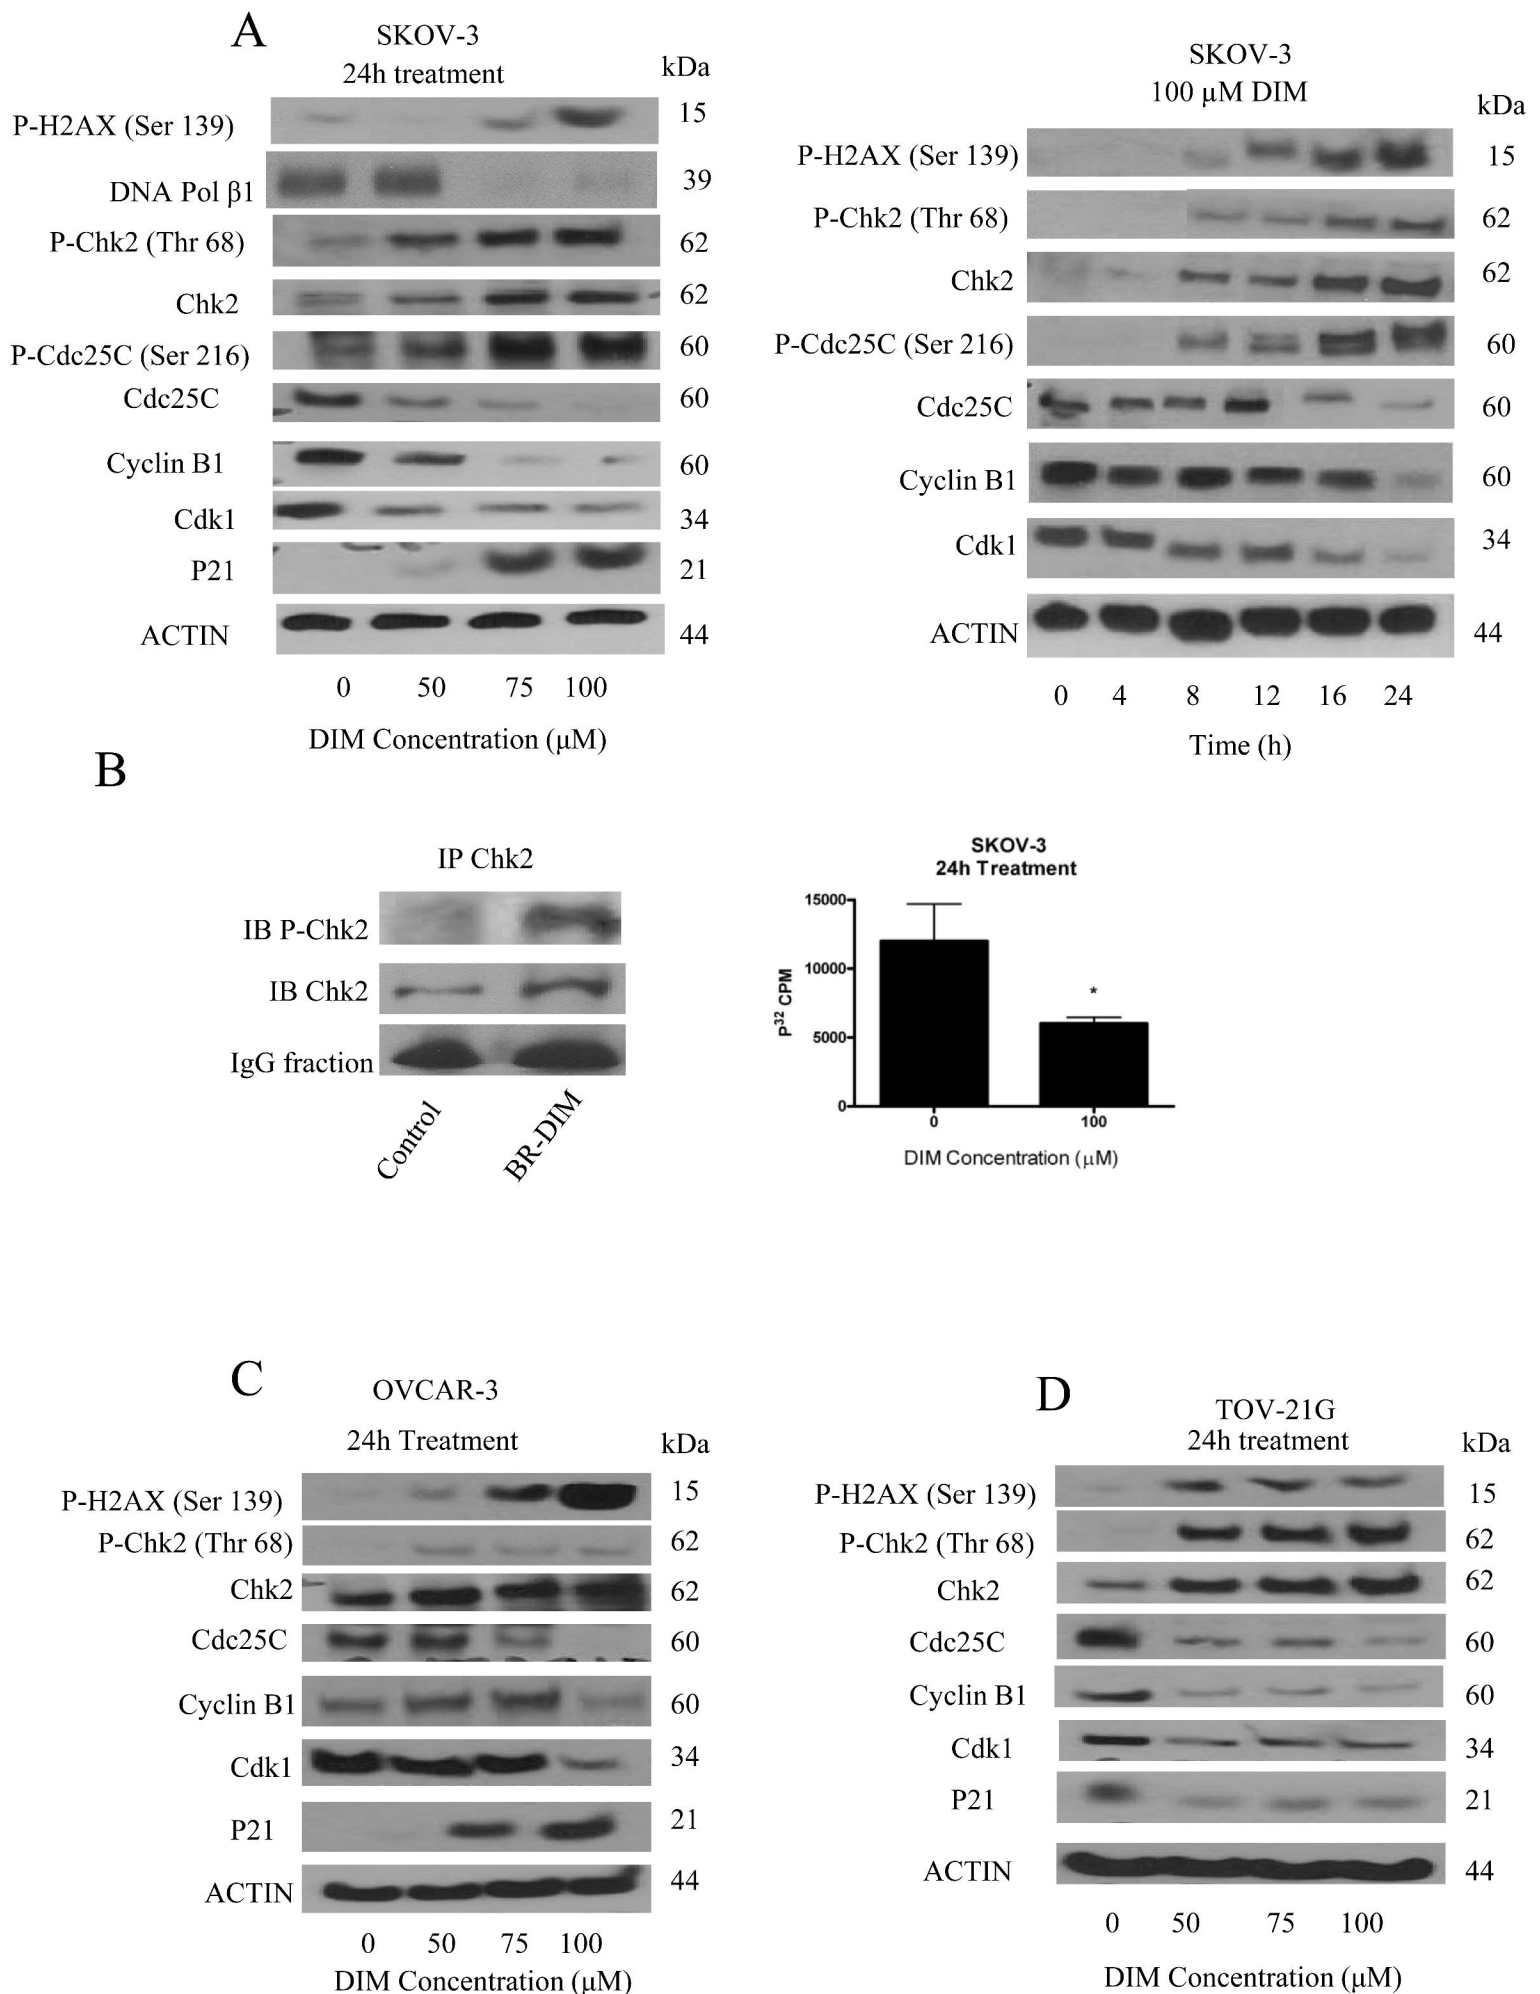 A
SKOV-3
24h treatment
kDa
P-H2AX (Ser 139)
15
DNA Pol β1
39
P-Chk2 (Thr 68)
62
Chk2
62
P-Cdc25C (Ser 216)
60
Cdc25C
60
Cyclin B1
60
Cdk1
34
P21
21
ACTIN
44
0 50 75 100
DIM Concentration (μM)
SKOV-3
100 μM DIM
kDa
P-H2AX (Ser 139)
15
P-Chk2 (Thr 68)
62
Chk2
62
P-Cdc25C (Ser 216)
60
Cdc25C
60
Cyclin B1
60
Cdk1
34
ACTIN
44
0 4 8 12 16 24
Time (h)
B
IP Chk2
IB P-Chk2
IB Chk2
IgG fraction
Control
BR-DIM
SKOV-3
24h Treatment
15000
10000
5000
0
P32 CPM
*
0 100
DIM Concentration (μM)
C
OVCAR-3
24h Treatment
kDa
P-H2AX (Ser 139)
15
P-Chk2 (Thr 68)
62
Chk2
62
Cdc25C
60
Cyclin B1
60
Cdk1
34
P21
21
ACTIN
44
0 50 75 100
DIM Concentration (μM)
D
TOV-21G
24h treatment
kDa
P-H2AX (Ser 139)
15
P-Chk2 (Thr 68)
62
Chk2
62
Cdc25C
60
Cyclin B1
60
Cdk1
34
P21
21
ACTIN
44
0 50 75 100
DIM Concentration (μM)